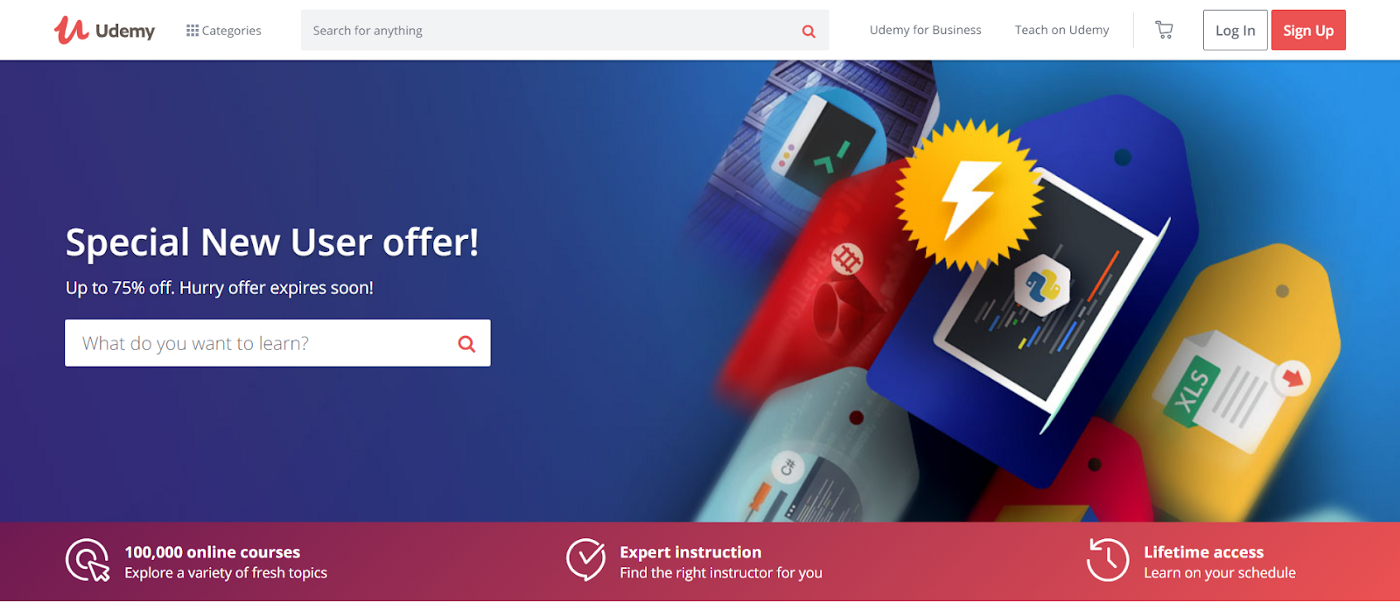 Udemy
Categories
Search for anything
Udemy for Business
Teach on Udemy
Log In
Sign Up
Special New User offer!
Up to 75% off. Hurry offer expires soon!
What do you want to learn?
XLS
C#
100,000 online courses
Explore a variety of fresh topics
Expert instruction
Find the right instructor for you
Lifetime access
Learn on your schedule